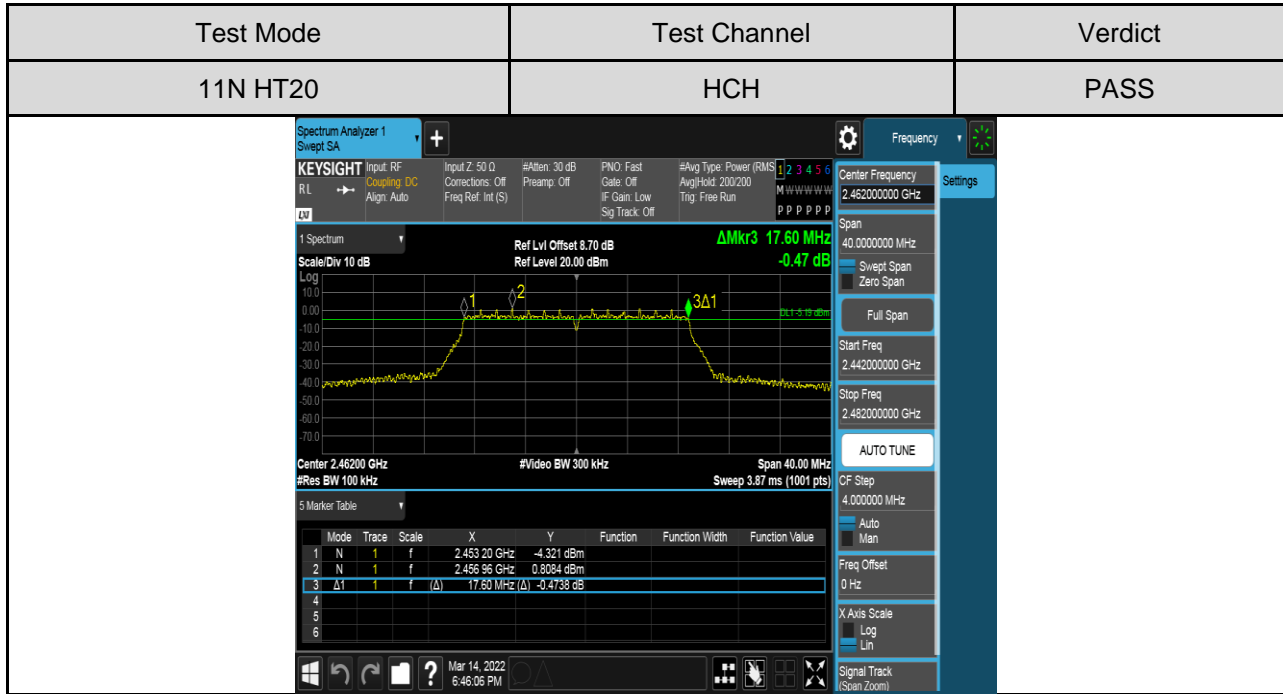 Test Mode Test Channel Verdict
11N HT20 HCH PASS
Spectrum Analyzer 1
Swept SA
Frequency
KEYSIGHT Input: RF Input Z: 50 Ω #Atten: 30 dB PNO: Fast #Avg Type: Power (RMS 1 2 3 4 5 6
RL Coupling: DC Corrections: Off Preamp: Off Gate: Off Avg|Hold: 200/200 M W W W W W
Align: Auto Freq Ref: Int (S) IF Gain: Low Trig: Free Run
LXI Sig Track: Off P P P P P P
1 Spectrum Ref Lvl Offset 8.70 dB ΔMkr3 17.60 MHz
Scale/Div 10 dB Ref Level 20.00 dBm -0.47 dB
Log
10.0
0.00
-10.0
-20.0
-30.0
-40.0
-50.0
-60.0
-70.0
1
2
3Δ1
DL1 -5.19 dBm
Center 2.46200 GHz #Video BW 300 kHz Span 40.00 MHz
#Res BW 100 kHz Sweep 3.87 ms (1001 pts)
5 Marker Table
Mode Trace Scale X Y Function Function Width Function Value
1 N 1 f 2.453 20 GHz -4.321 dBm
2 N 1 f 2.456 96 GHz 0.8084 dBm
3 Δ1 1 f (Δ) 17.60 MHz (Δ) -0.4738 dB
4
5
6
Mar 14, 2022
6:46:06 PM
Center Frequency
2.462000000 GHz
Settings
Span
40.0000000 MHz
Swept Span
Zero Span
Full Span
Start Freq
2.442000000 GHz
Stop Freq
2.482000000 GHz
AUTO TUNE
CF Step
4.000000 MHz
Auto
Man
Freq Offset
0 Hz
X Axis Scale
Log
Lin
Signal Track
(Span Zoom)